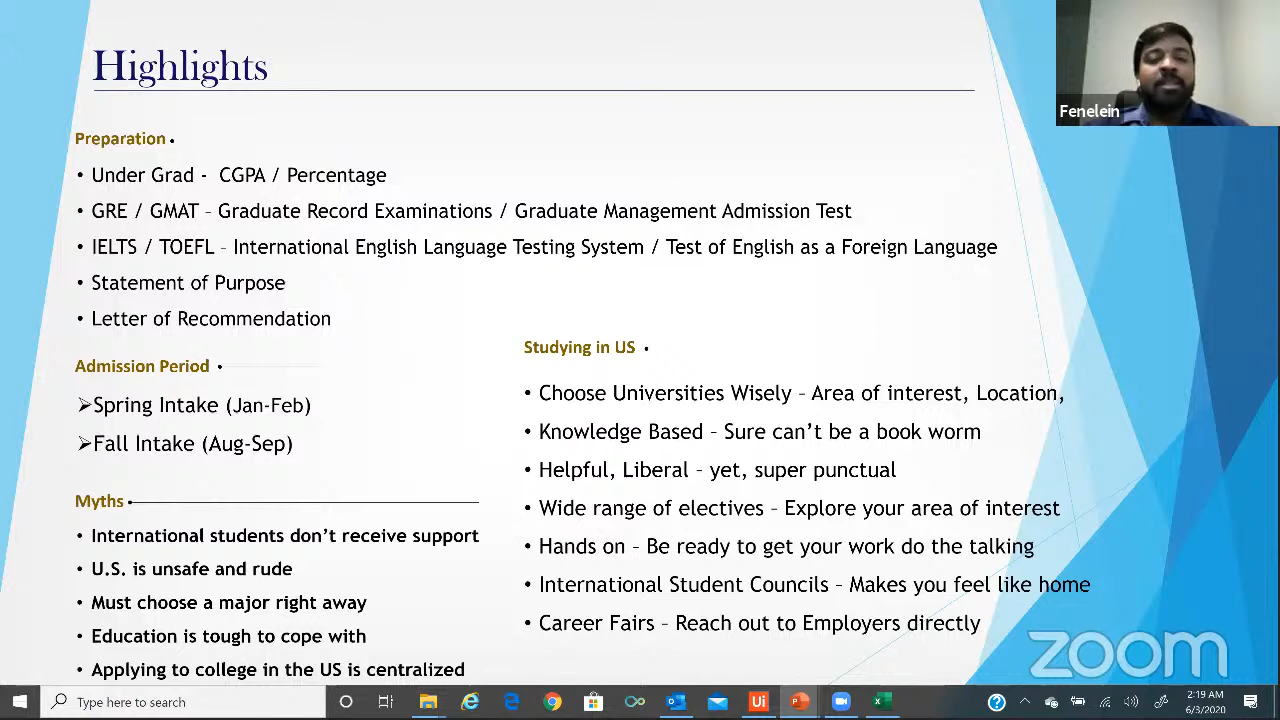 Highlights
Fenelein
Preparation
• Under Grad - CGPA / Percentage
• GRE / GMAT – Graduate Record Examinations / Graduate Management Admission Test
• IELTS / TOEFL – International English Language Testing System / Test of English as a Foreign Language
• Statement of Purpose
• Letter of Recommendation
Admission Period
➢Spring Intake (Jan-Feb)
➢Fall Intake (Aug-Sep)
Myths
• International students don’t receive support
• U.S. is unsafe and rude
• Must choose a major right away
• Education is tough to cope with
• Applying to college in the US is centralized
Studying in US
• Choose Universities Wisely – Area of interest, Location,
• Knowledge Based – Sure can’t be a book worm
• Helpful, Liberal – yet, super punctual
• Wide range of electives – Explore your area of interest
• Hands on – Be ready to get your work do the talking
• International Student Councils – Makes you feel like home
• Career Fairs – Reach out to Employers directly
zoom
Type here to search
Ui
2:19 AM
6/3/2020